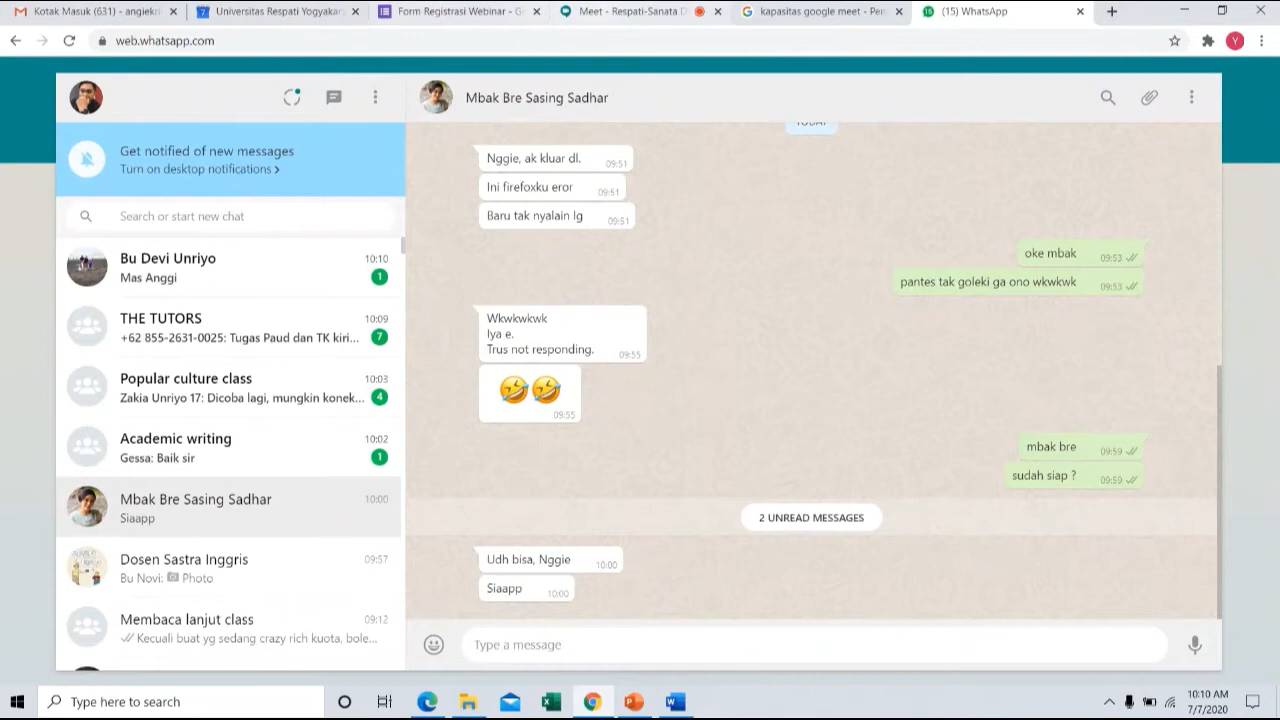 Kotak Masuk (631) - angiekri
Universitas Respati Yogyakar
Form Registrasi Webinar - Go
Meet - Respati-Sanata D
kapasitas google meet - Pen
(15) WhatsApp
web.whatsapp.com
Y
Mbak Bre Sasing Sadhar
Get notified of new messages
Turn on desktop notifications >
Search or start new chat
Bu Devi Unriyo 10:10
Mas Anggi 1
THE TUTORS 10:09
+62 855-2631-0025: Tugas Paud dan TK kiri... 7
Popular culture class 10:03
Zakia Unriyo 17: Dicoba lagi, mungkin konek... 4
Academic writing 10:02
Gessa: Baik sir 1
Mbak Bre Sasing Sadhar 10:00
Siaapp
Dosen Sastra Inggris 09:57
Bu Novi: Photo
Membaca lanjut class 09:12
Kecuali buat yg sedang crazy rich kuota, bole...
TODAY
Nggie, ak kluar dl. 09:51
Ini firefoxku eror 09:51
Baru tak nyalain lg 09:51
oke mbak 09:53
pantes tak goleki ga ono wkwkwk 09:53
Wkwkwkwk
Iya e.
Trus not responding. 09:55
09:55
mbak bre 09:59
sudah siap ? 09:59
2 UNREAD MESSAGES
Udh bisa, Nggie 10:00
Siaapp 10:00
Type a message
Type here to search
10:10 AM
7/7/2020